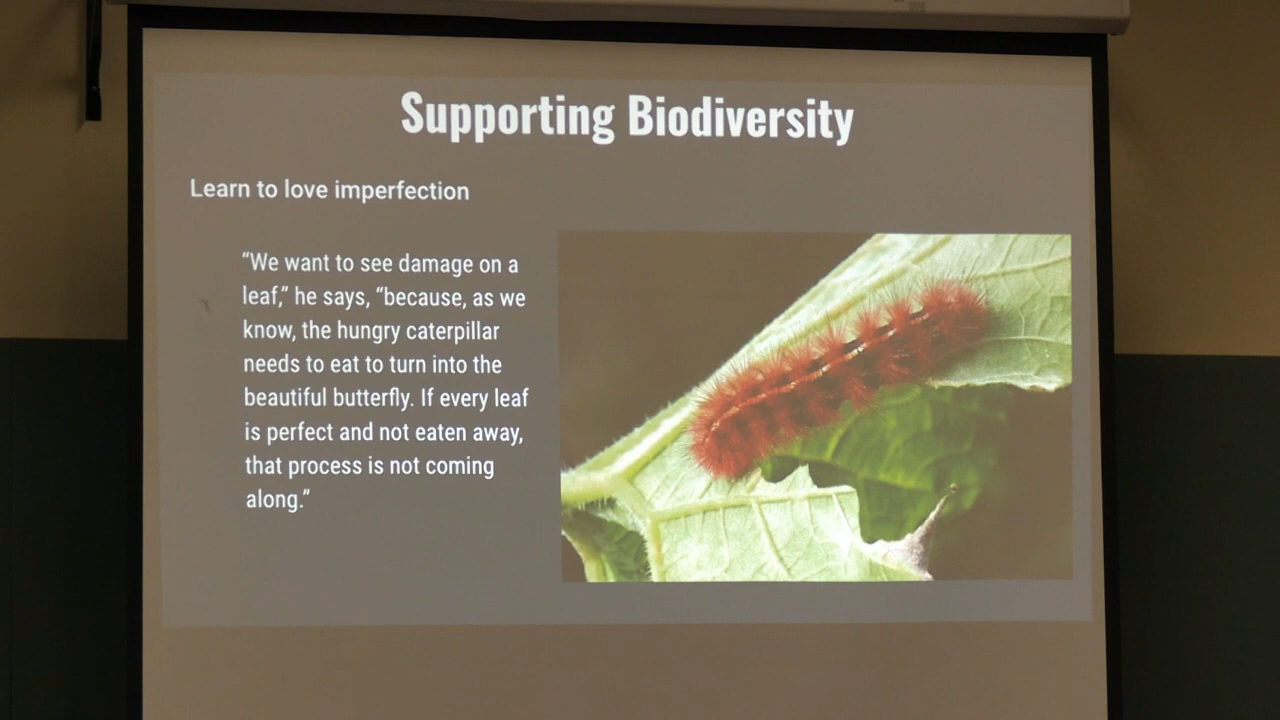 Supporting Biodiversity
Learn to love imperfection
“We want to see damage on a
leaf,” he says, “because, as we
know, the hungry caterpillar
needs to eat to turn into the
beautiful butterfly. If every leaf
is perfect and not eaten away,
that process is not coming
along.”